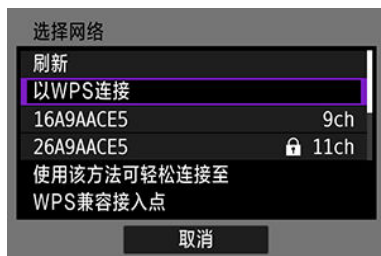 选择网络
刷新
以WPS连接
16A9AACE5 9ch
26A9AACE5 11ch
使用该方法可轻松连接至
WPS兼容接入点
取消